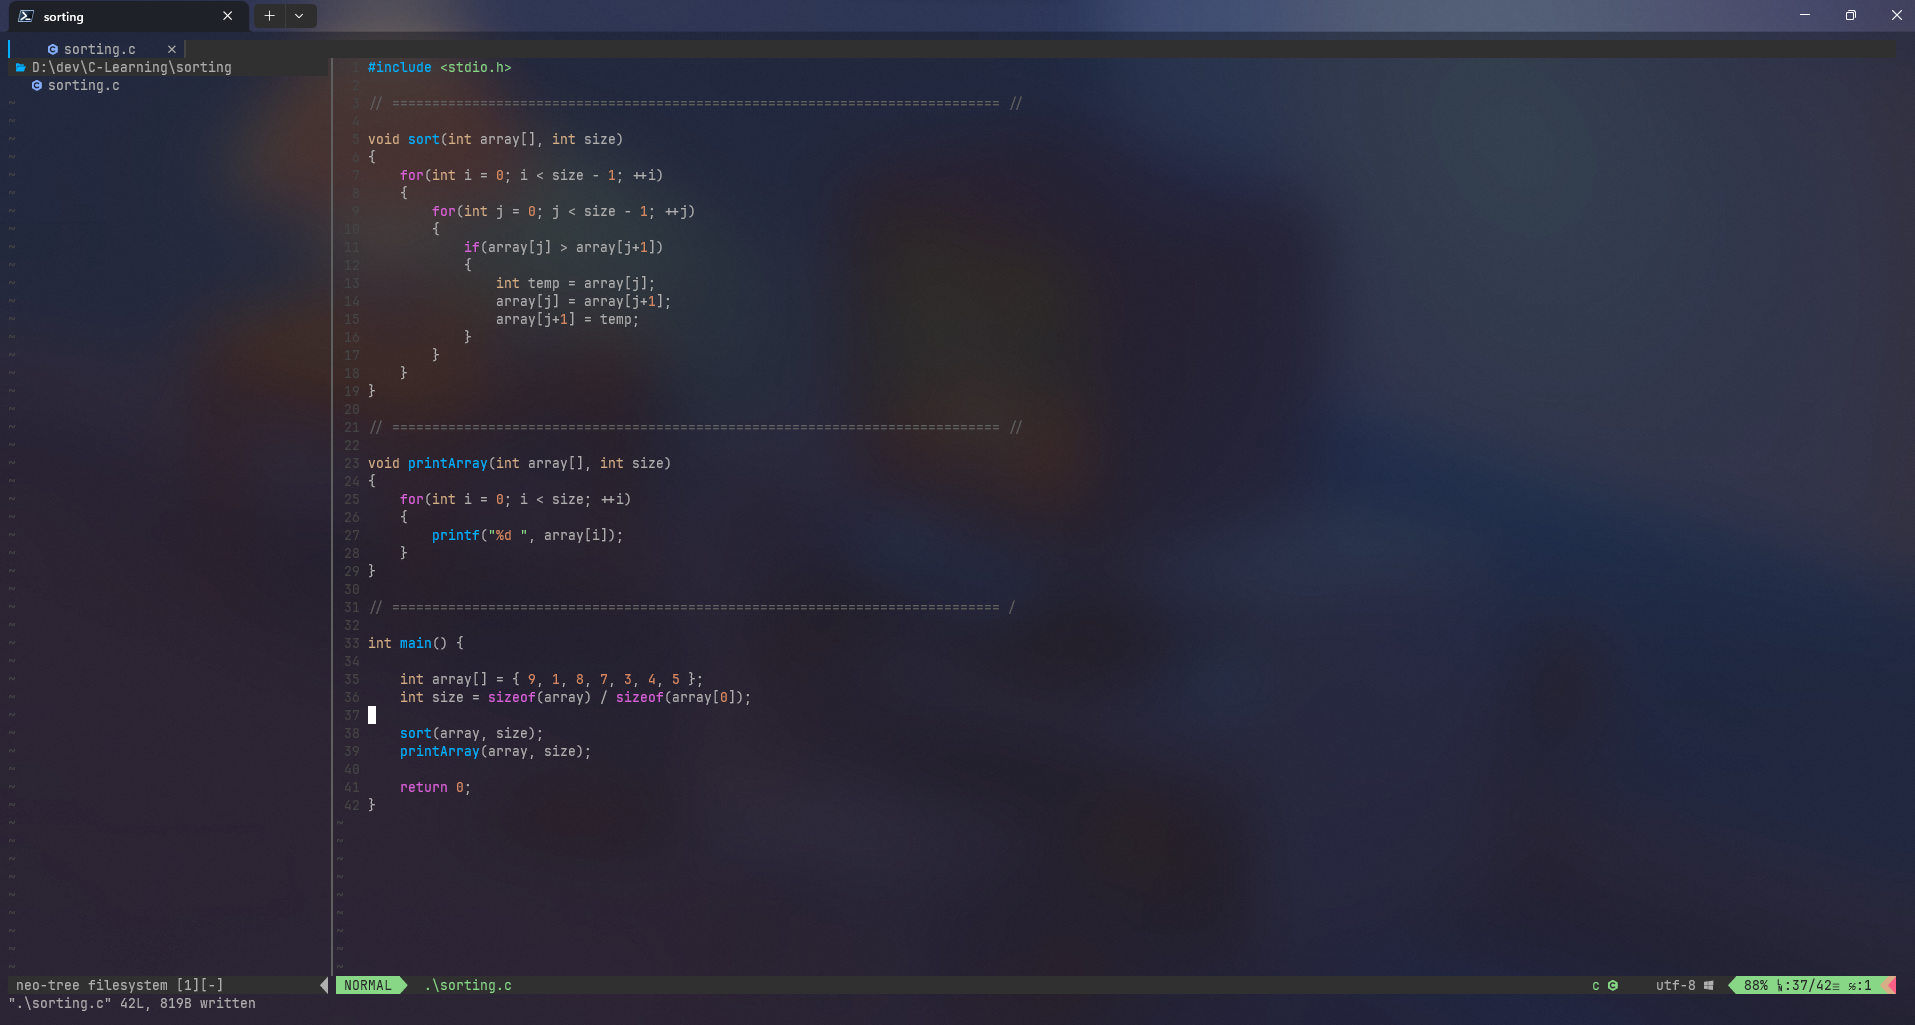 sorting
sorting.c
D:\dev\C-Learning\sorting
sorting.c
1 #include <stdio.h>
2
3 // ============================================================================ //
4
5 void sort(int array[], int size)
6 {
7     for(int i = 0; i < size - 1; ++i)
8     {
9         for(int j = 0; j < size - 1; ++j)
10         {
11             if(array[j] > array[j+1])
12             {
13                 int temp = array[j];
14                 array[j] = array[j+1];
15                 array[j+1] = temp;
16             }
17         }
18     }
19 }
20
21 // ============================================================================ //
22
23 void printArray(int array[], int size)
24 {
25     for(int i = 0; i < size; ++i)
26     {
27         printf("%d ", array[i]);
28     }
29 }
30
31 // ============================================================================ /
32
33 int main() {
34
35     int array[] = { 9, 1, 8, 7, 3, 4, 5 };
36     int size = sizeof(array) / sizeof(array[0]);
37
38     sort(array, size);
39     printArray(array, size);
40
41     return 0;
42 }
neo-tree filesystem [1][-] NORMAL .\sorting.c c utf-8 88% :37/42 :1
".\sorting.c" 42L, 819B written